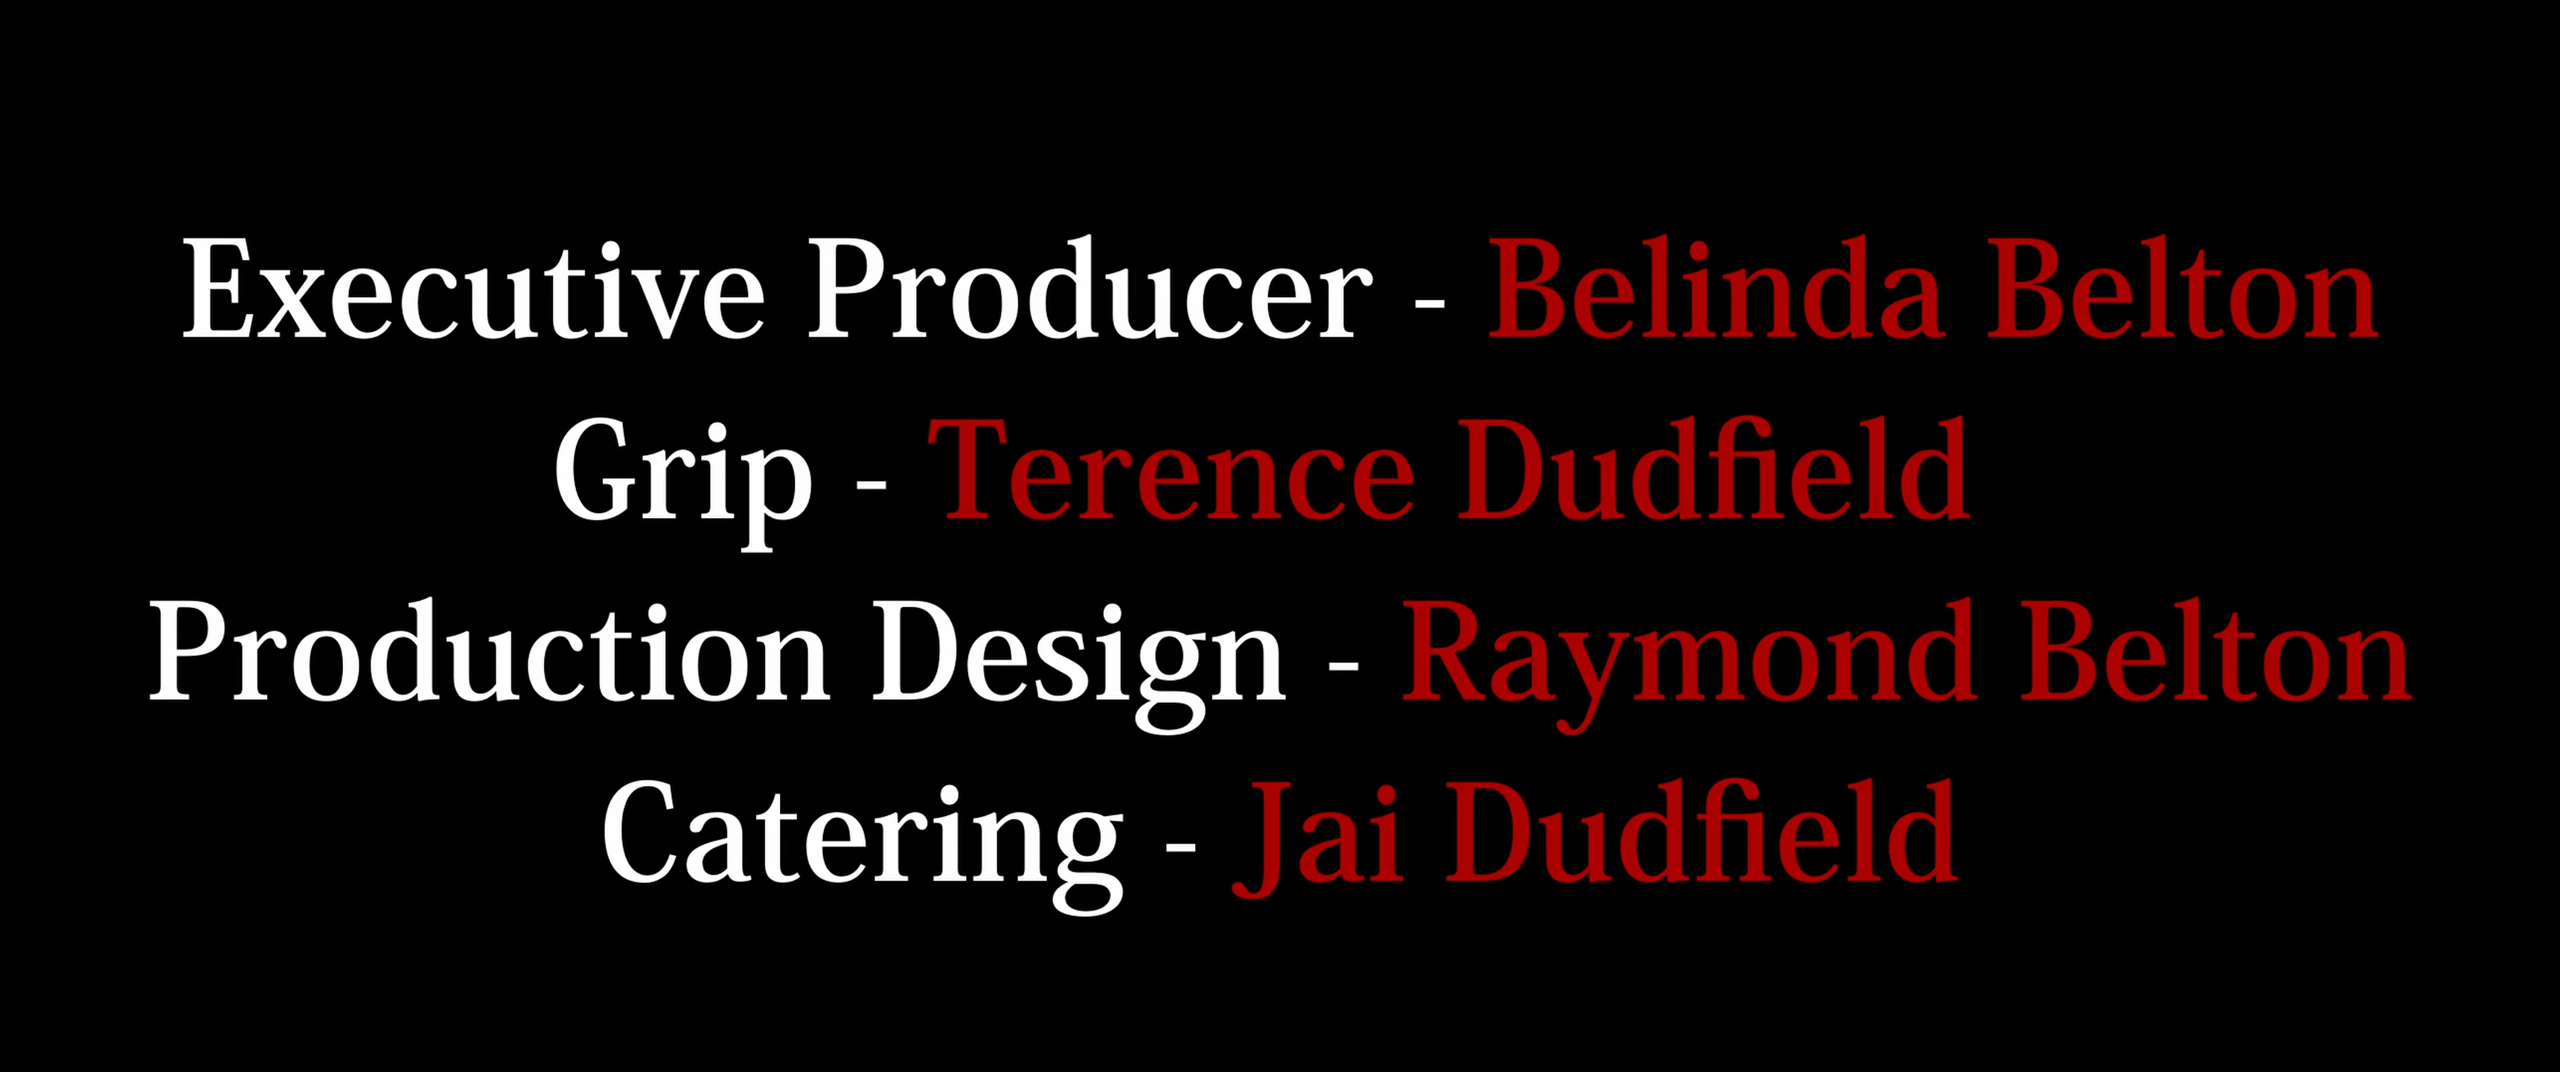 Executive Producer - Belinda Belton
Grip - Terence Dudfield
Production Design - Raymond Belton
Catering - Jai Dudfield